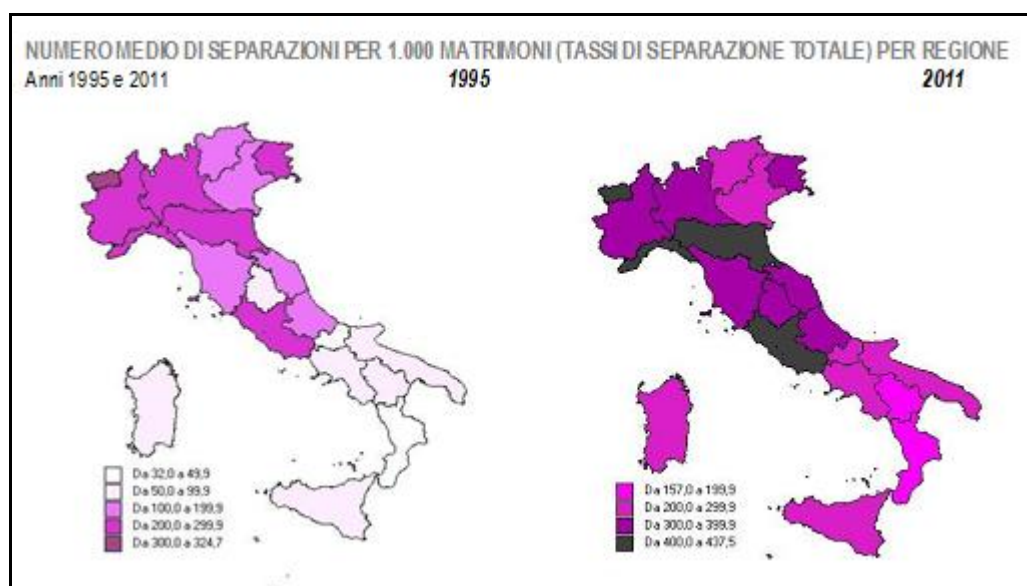 NUMERO MEDIO DI SEPARAZIONI PER 1.000 MATRIMONI (TASSI DI SEPARAZIONE TOTALE) PER REGIONE
Anni 1995 e 2011 1995 2011
Da 32,0 a 49,9
Da 50,0 a 99,9
Da 100,0 a 199,9
Da 200,0 a 299,9
Da 300,0 a 324,7
Da 157,0 a 199,9
Da 200,0 a 299,9
Da 300,0 a 399,9
Da 400,0 a 437,5